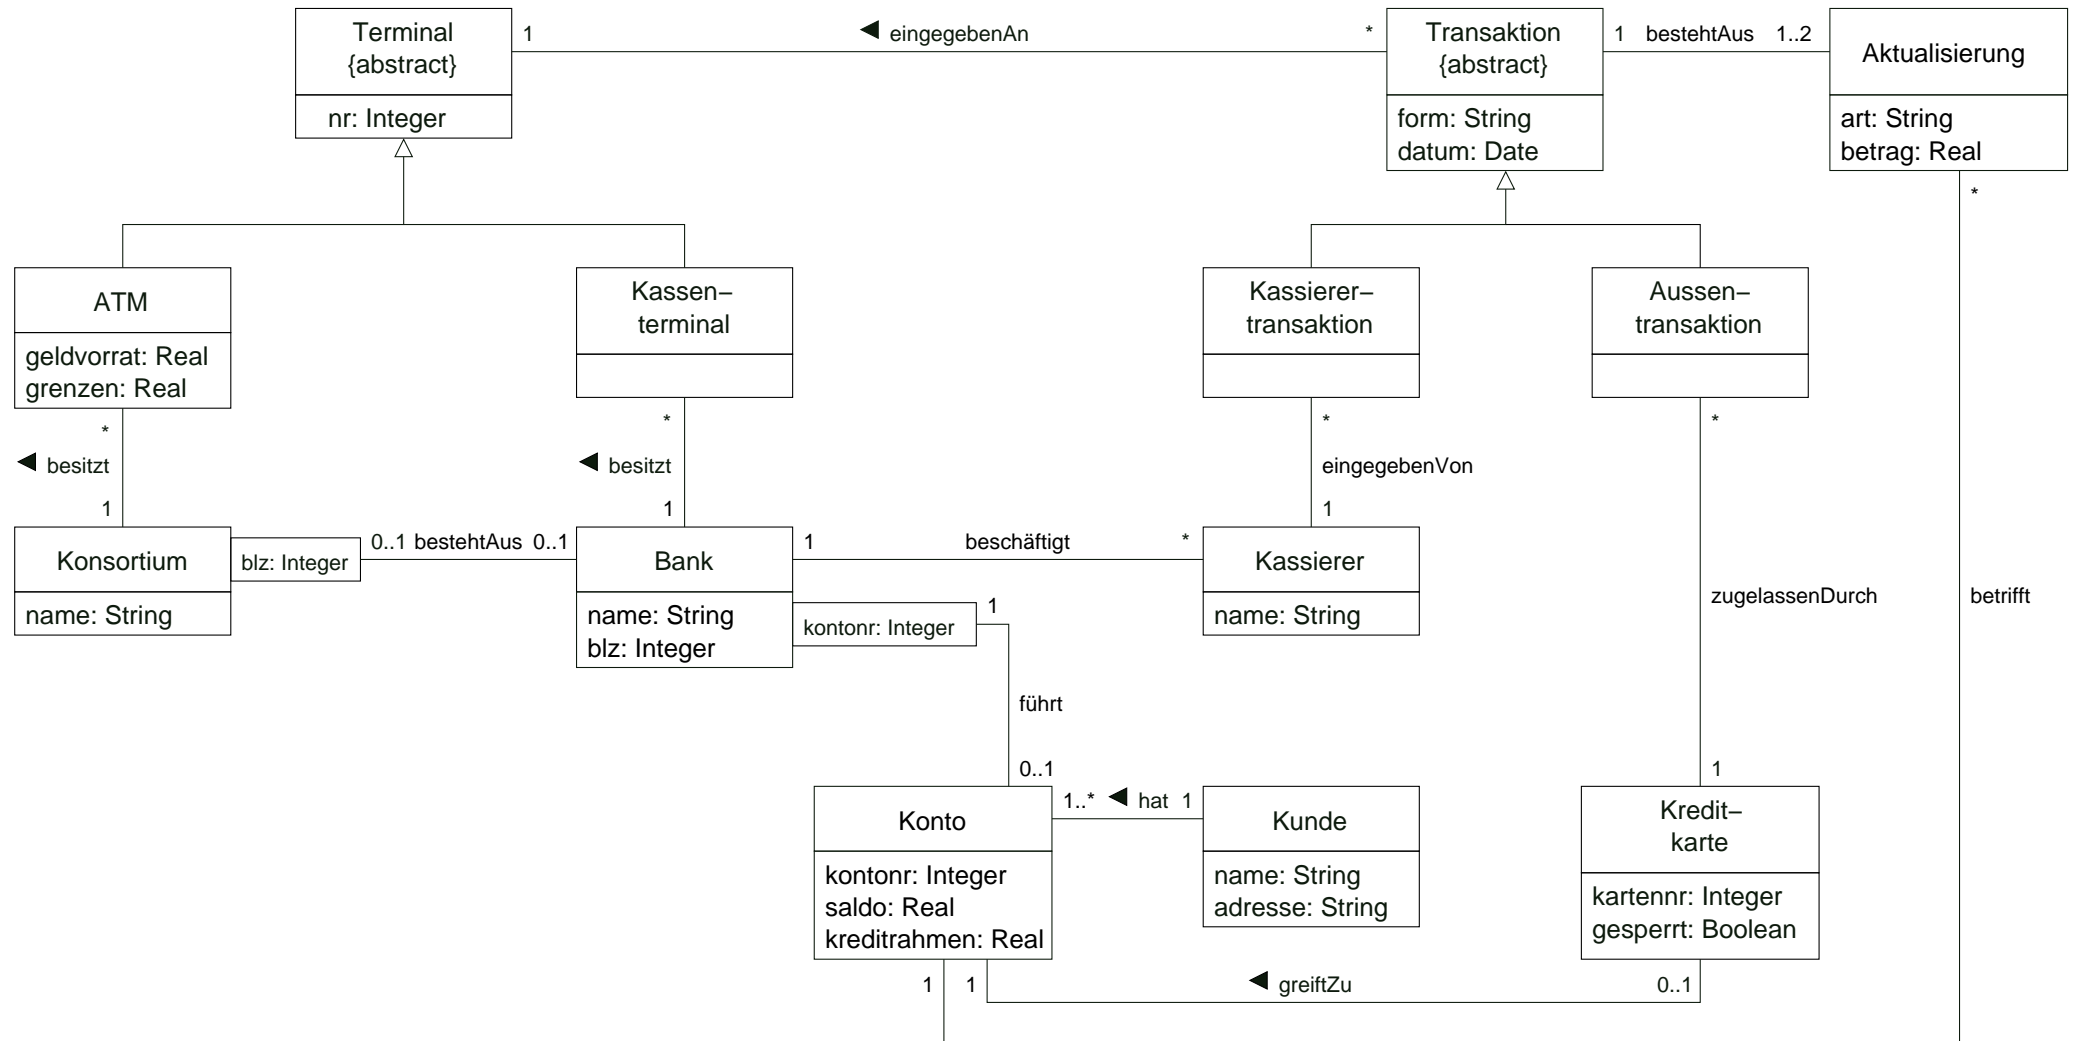 Terminal
{abstract}
nr: Integer
1
eingegebenAn
*
Transaktion
{abstract}
form: String
datum: Date
1
bestehtAus
1..2
Aktualisierung
art: String
betrag: Real
*
ATM
geldvorrat: Real
grenzen: Real
Kassen–
terminal
Kassierer–
transaktion
Aussen–
transaktion
*
besitzt
1
*
besitzt
1
*
eingegebenVon
1
*
zugelassenDurch
1
betrifft
Konsortium
name: String
blz: Integer
0..1
bestehtAus
0..1
Bank
name: String
blz: Integer
1
beschäftigt
*
Kassierer
name: String
kontonr: Integer
1
führt
0..1
Konto
kontonr: Integer
saldo: Real
kreditrahmen: Real
1..*
hat
1
Kunde
name: String
adresse: String
Kredit–
karte
kartennr: Integer
gesperrt: Boolean
1
1
greiftZu
0..1